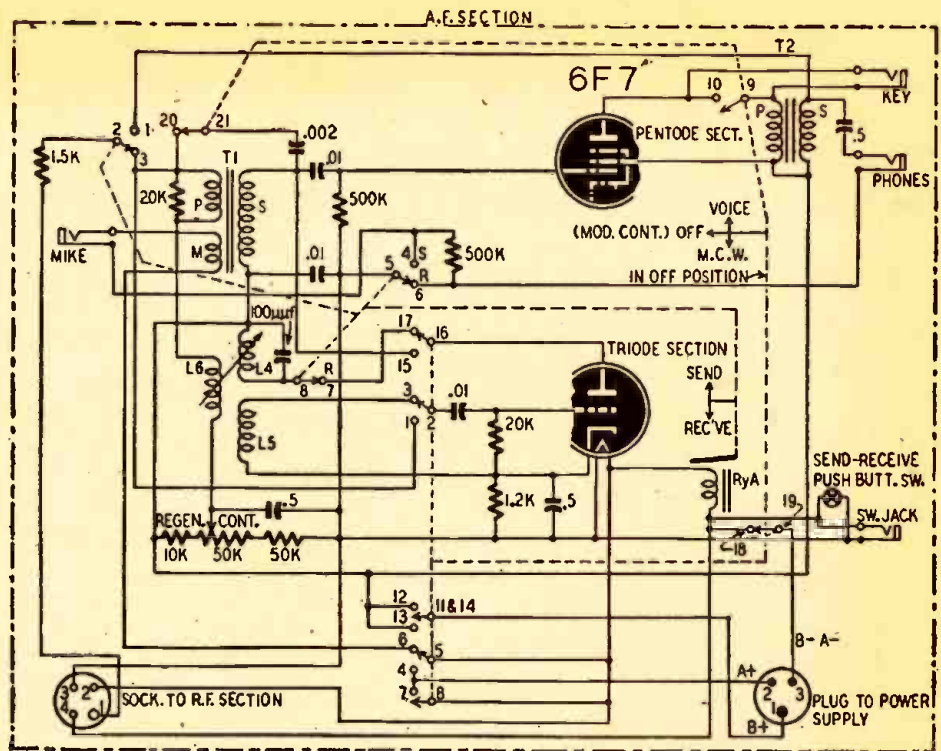 A.F. SECTION
T2
6F7
10 9
P S
KEY
PENTODE SECT.
.5
PHONES
2 1
3
20 21
.002
1.5K
T1
.01
20K
P S
500K
M
MIKE
VOICE
(MOD. CONT.) OFF
M.C.W.
IN OFF POSITION
.01
4 S
5 R
6
500K
100μμf
17 16
15
L6 L4
R
8 7
TRIODE SECTION
SEND
REC'VE
3
.01
1 2
L5
20K
1.2K
.5
RyA
SEND-RECEIVE
PUSH BUTT. SW.
19
18
SW. JACK
.5
REGEN. CONT.
10K 50K 50K
12
13
11 & 14
6
5
4
7 8
B- A-
A+
B+
2 3
1
PLUG TO POWER
SUPPLY
3 2
4 1
SOCK. TO R.F. SECTION